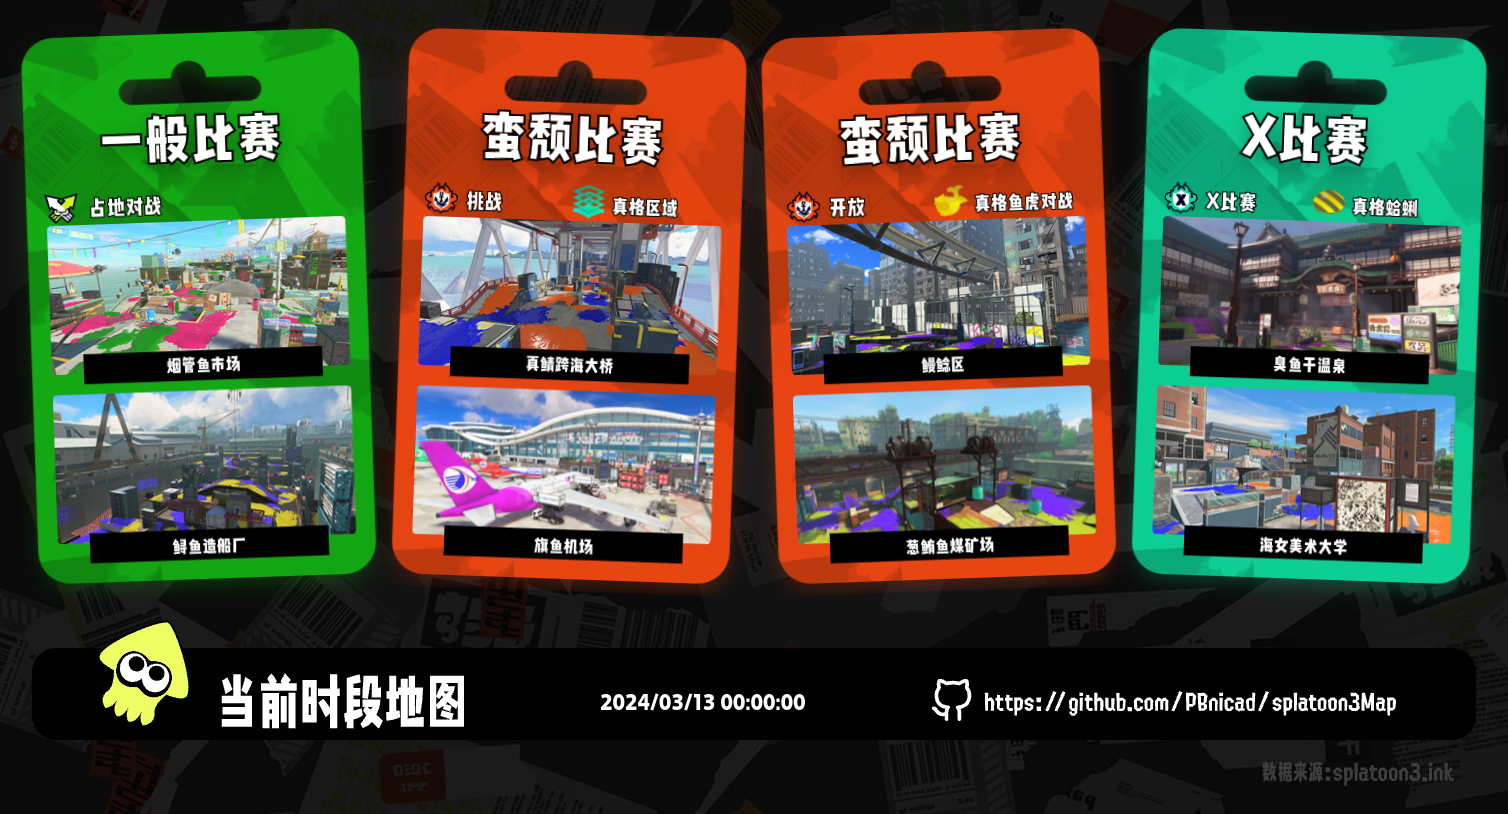 一般比赛
占地对战
烟管鱼市场
鲟鱼造船厂
蛮颓比赛
挑战
真格区域
真鲭跨海大桥
旗鱼机场
蛮颓比赛
开放
真格鱼虎对战
鳗鲶区
葱鲔鱼煤矿场
X比赛
X比赛
真格蛤蜊
臭鱼干温泉
海女美术大学
当前时段地图
2024/03/13 00:00:00
https://github.com/PBnicad/splatoon3Map
数据来源:splatoon3.ink